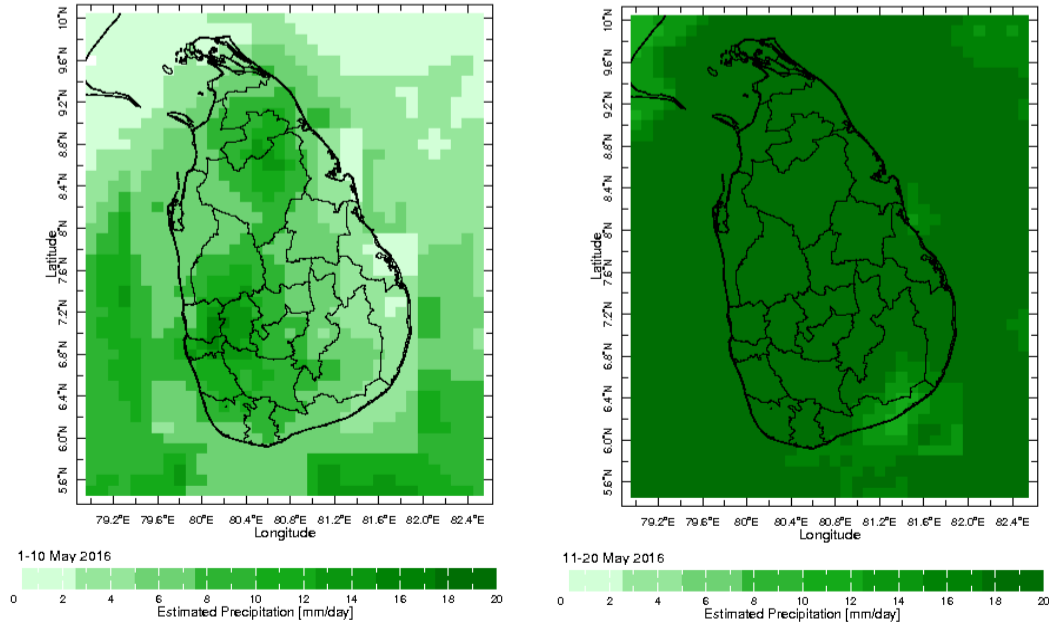 10°N
9.6°N
9.2°N
8.8°N
8.4°N
8°N
7.6°N
7.2°N
6.8°N
6.4°N
6.0°N
5.6°N
Latitude
79.2°E 79.6°E 80°E 80.4°E 80.8°E 81.2°E 81.6°E 82.0°E 82.4°E
Longitude
1-10 May 2016
0 2 4 6 8 10 12 14 16 18 20
Estimated Precipitation [mm/day]
10°N
9.6°N
9.2°N
8.8°N
8.4°N
8°N
7.6°N
7.2°N
6.8°N
6.4°N
6.0°N
5.6°N
Latitude
79.2°E 79.6°E 80°E 80.4°E 80.8°E 81.2°E 81.6°E 82.0°E 82.4°E
Longitude
11-20 May 2016
0 2 4 6 8 10 12 14 16 18 20
Estimated Precipitation [mm/day]